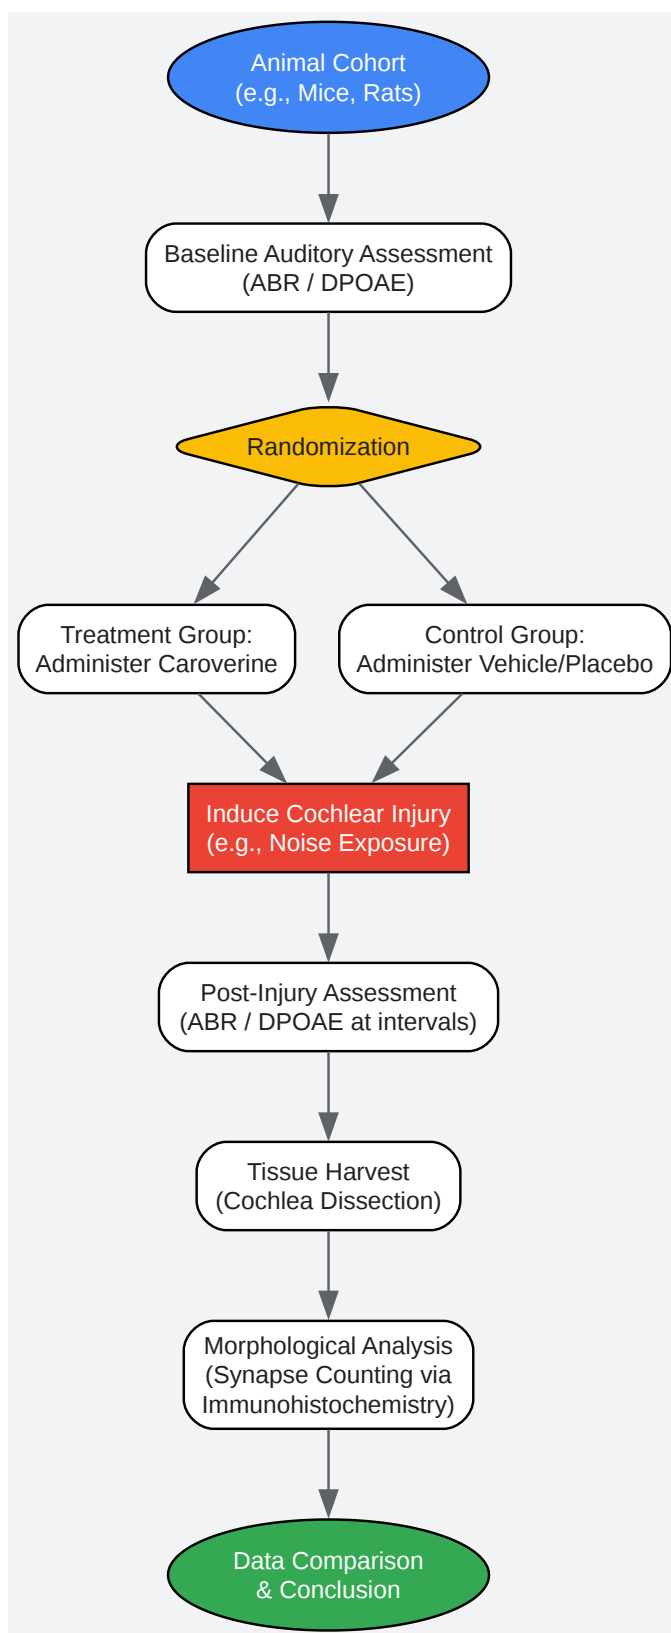 Animal Cohort
(e.g., Mice, Rats)
Baseline Auditory Assessment
(ABR / DPOAE)
Randomization
Treatment Group:
Administer Caroverine
Control Group:
Administer Vehicle/Placebo
Induce Cochlear Injury
(e.g., Noise Exposure)
Post-Injury Assessment
(ABR / DPOAE at intervals)
Tissue Harvest
(Cochlea Dissection)
Morphological Analysis
(Synapse Counting via
Immunohistochemistry)
Data Comparison
& Conclusion